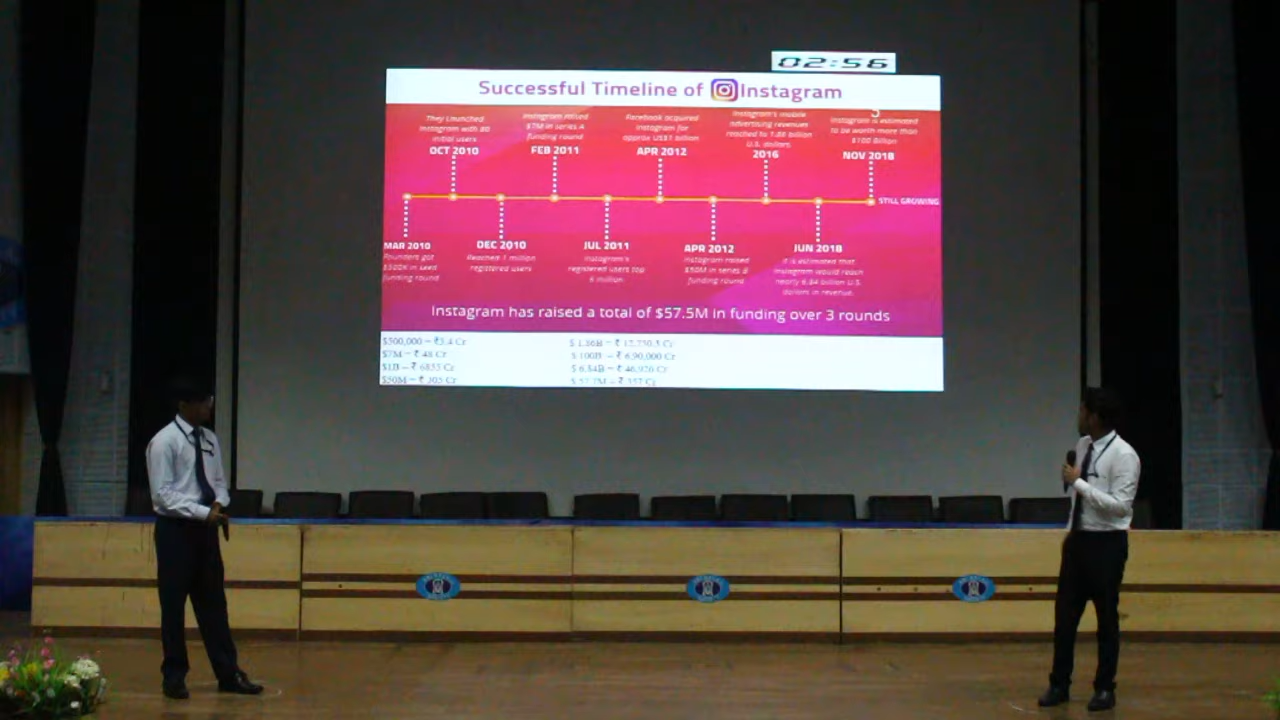 02:56
Successful Timeline of Instagram
They launched
Instagram with 80
initial users
OCT 2010
Instagram raised
$7M in series A
funding round
FEB 2011
Facebook acquired
Instagram for
approx US$1 billion
APR 2012
Instagram's mobile
advertising revenues
reached to 1.86 billion
U.S. dollars
2016
Instagram is estimated
to be worth more than
$100 Billion
NOV 2018
STILL GROWING
MAR 2010
Founders got
$500K in seed
funding round
DEC 2010
Reached 1 million
registered users
JUL 2011
Instagram's
registered users top
APR 2012
Instagram raised
$50M in series B
funding round
JUN 2018
It is estimated that
Instagram would reach
nearly 6.84 billion U.S.
dollars in revenue.
Instagram has raised a total of $57.5M in funding over 3 rounds
$500,000 – ₹3.4 Cr
$7M – ₹ 48 Cr
$1B – ₹ 6855 Cr
$50M – ₹ 305 Cr
$ 1.86B – ₹ 12,750.3 Cr
$ 100B – ₹ 6,90,000 Cr
$ 6.84B – ₹ 46,926 Cr